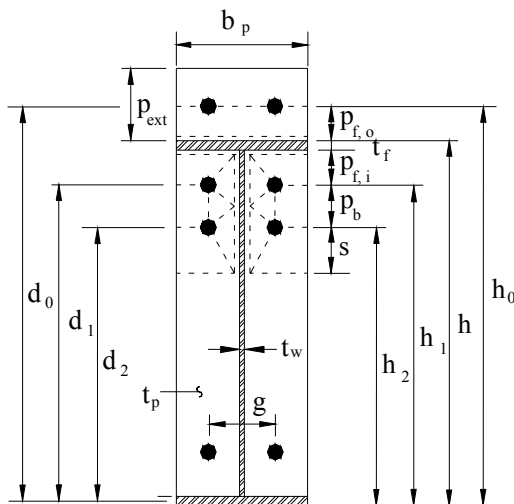 b p
p ext
p f, o
t f
p f, i
p b
s
d 0
d 1
d 2
t w
h 0
h
h 1
h 2
t p
g